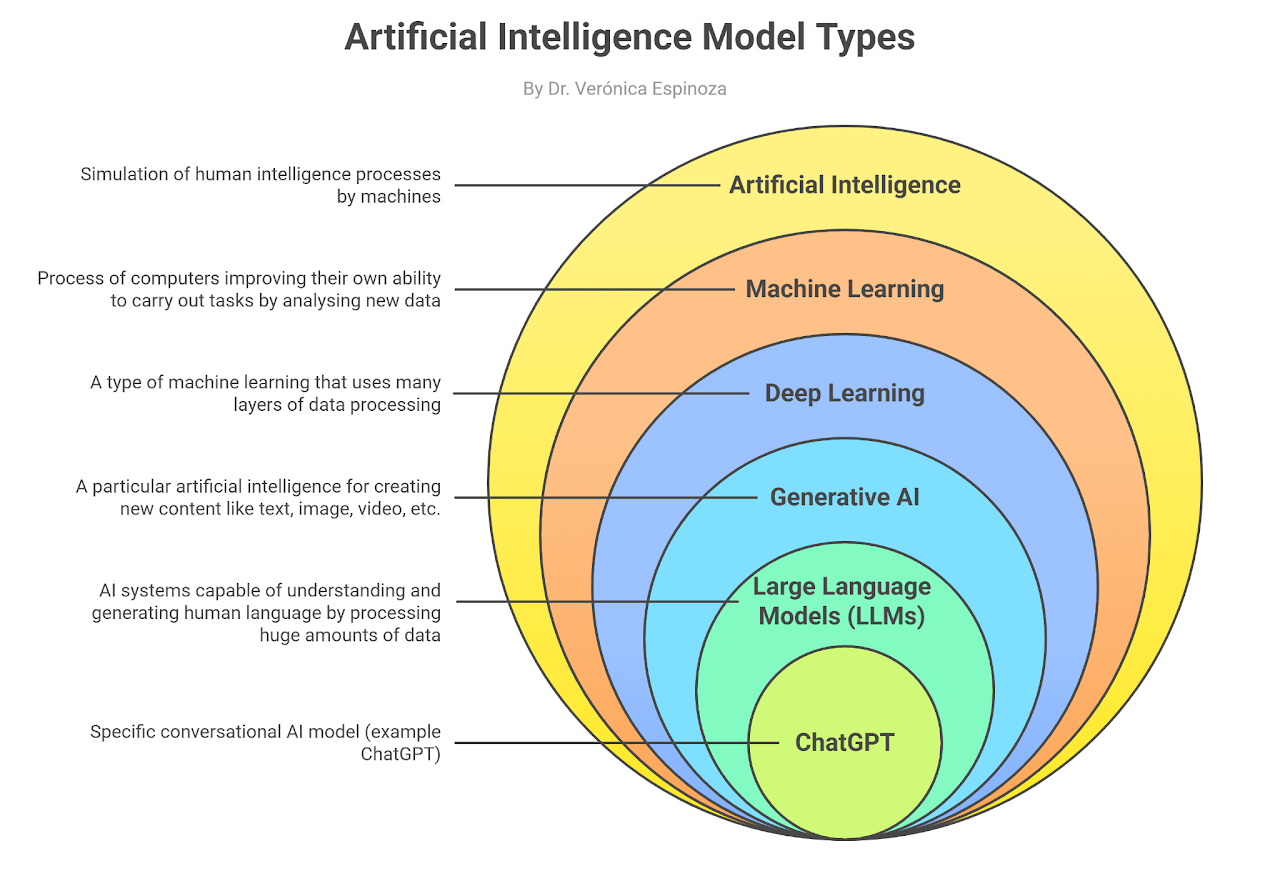 Artificial Intelligence Model Types
By Dr. Verónica Espinoza
Simulation of human intelligence processes
by machines
Artificial Intelligence
Process of computers improving their own ability
to carry out tasks by analysing new data
Machine Learning
A type of machine learning that uses many
layers of data processing
Deep Learning
A particular artificial intelligence for creating
new content like text, image, video, etc.
Generative AI
AI systems capable of understanding and
generating human language by processing
huge amounts of data
Large Language
Models (LLMs)
Specific conversational AI model (example
ChatGPT)
ChatGPT